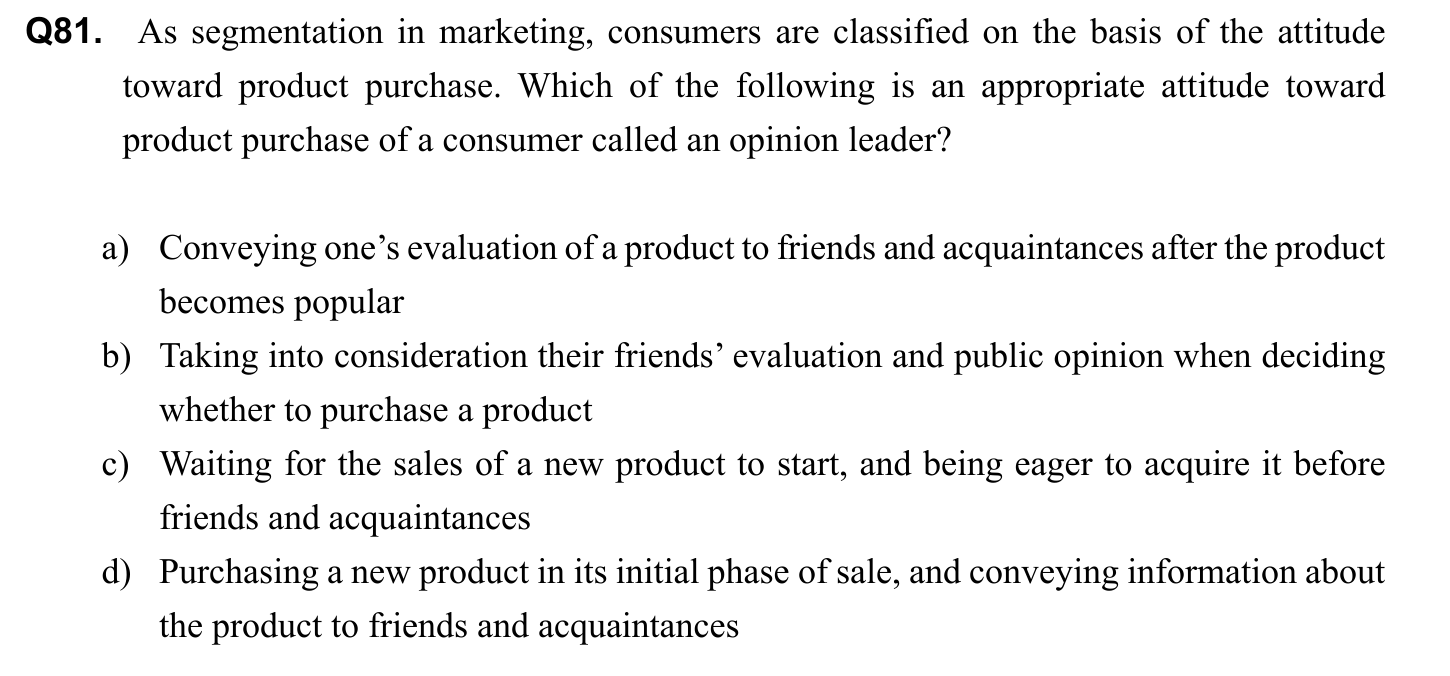 Q81. As segmentation in marketing, consumers are classified on the basis of the attitude
toward product purchase. Which of the following is an appropriate attitude toward
product purchase of a consumer called an opinion leader?
a) Conveying one’s evaluation of a product to friends and acquaintances after the product
becomes popular
b) Taking into consideration their friends’ evaluation and public opinion when deciding
whether to purchase a product
c) Waiting for the sales of a new product to start, and being eager to acquire it before
friends and acquaintances
d) Purchasing a new product in its initial phase of sale, and conveying information about
the product to friends and acquaintances